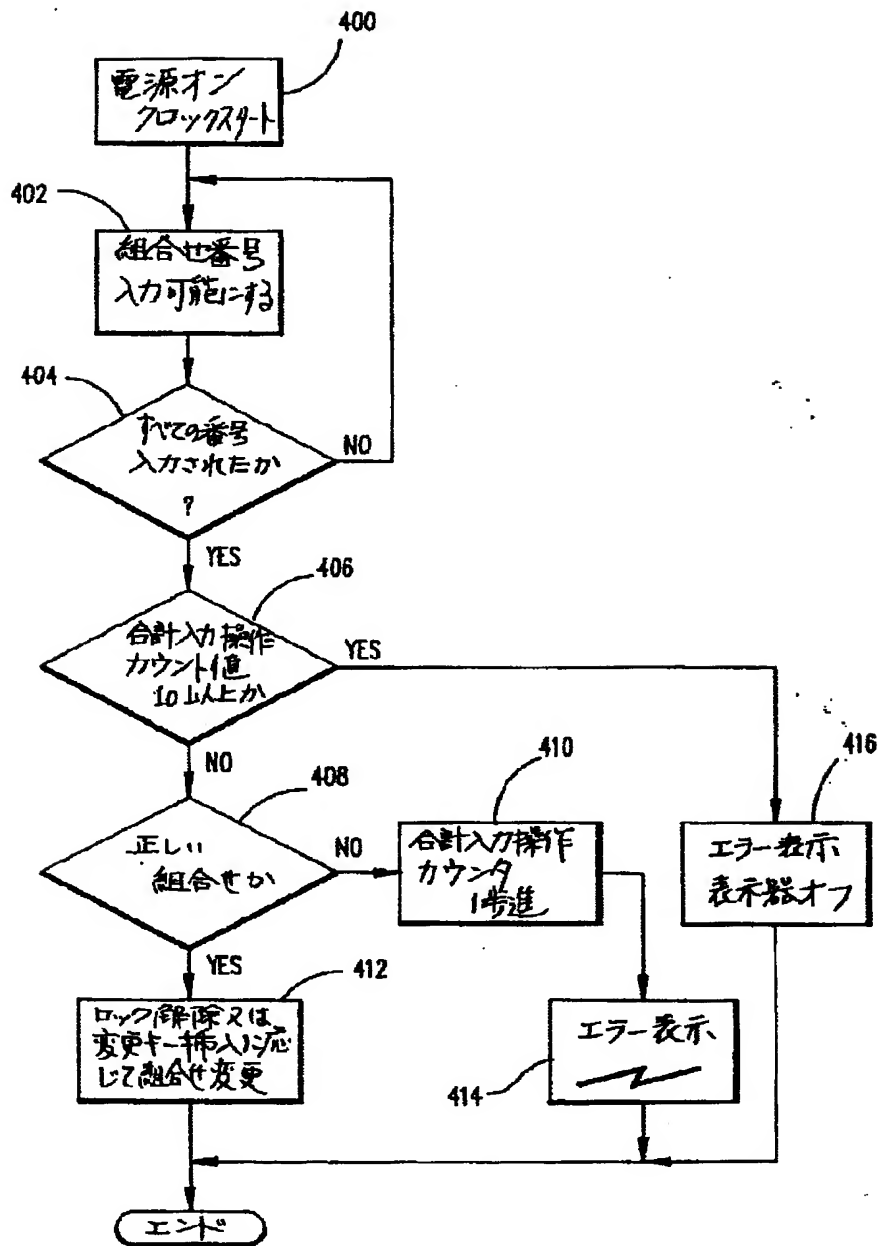 400
電源オン
クロックスタート
402
組合せ番号
入力可能にする
404
すべての番号
入力されたか
?
NO
YES
406
合計入力操作
カウント値
10以上か
YES
NO
408
正しい
組合せか
NO
YES
410
合計入力操作
カウンタ
1歩進
416
エラー表示
表示器オフ
412
ロック解除又は
変更キー挿入に応
じて組合せ変更
414
エラー表示
エンド